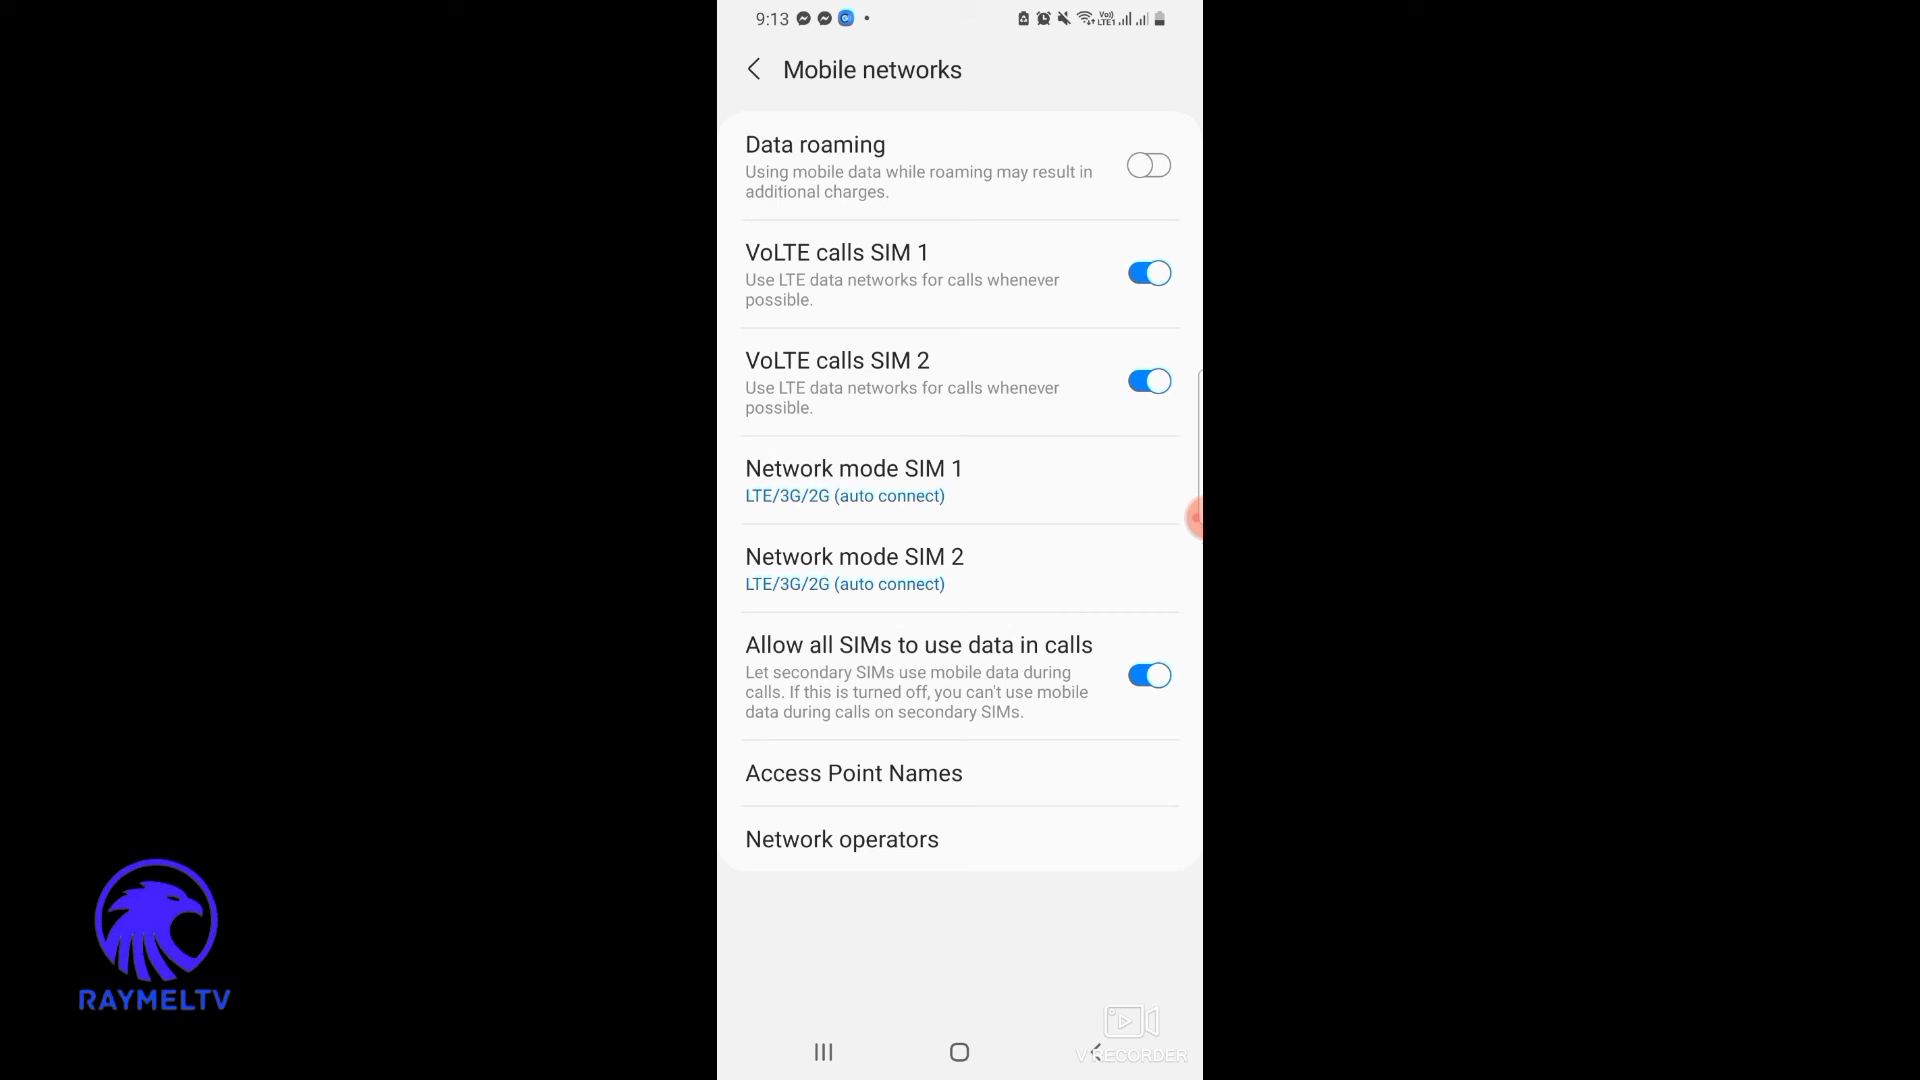 9:13
Vo)) LTE1
Mobile networks
Data roaming
Using mobile data while roaming may result in
additional charges.
VoLTE calls SIM 1
Use LTE data networks for calls whenever
possible.
VoLTE calls SIM 2
Use LTE data networks for calls whenever
possible.
Network mode SIM 1
LTE/3G/2G (auto connect)
Network mode SIM 2
LTE/3G/2G (auto connect)
Allow all SIMs to use data in calls
Let secondary SIMs use mobile data during
calls. If this is turned off, you can't use mobile
data during calls on secondary SIMs.
Access Point Names
Network operators
RAYMELTV
V RECORDER